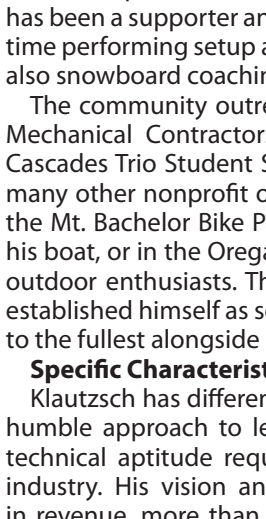 has been a supporter an
time performing setup a
also snowboard coachin
The community outre
Mechanical Contractor
Cascades Trio Student S
many other nonprofit o
the Mt. Bachelor Bike P
his boat, or in the Orega
outdoor enthusiasts. Th
established himself as s
to the fullest alongside
Specific Characterist
Klautzsch has differen
humble approach to le
technical aptitude requ
industry. His vision an
in revenue, more than